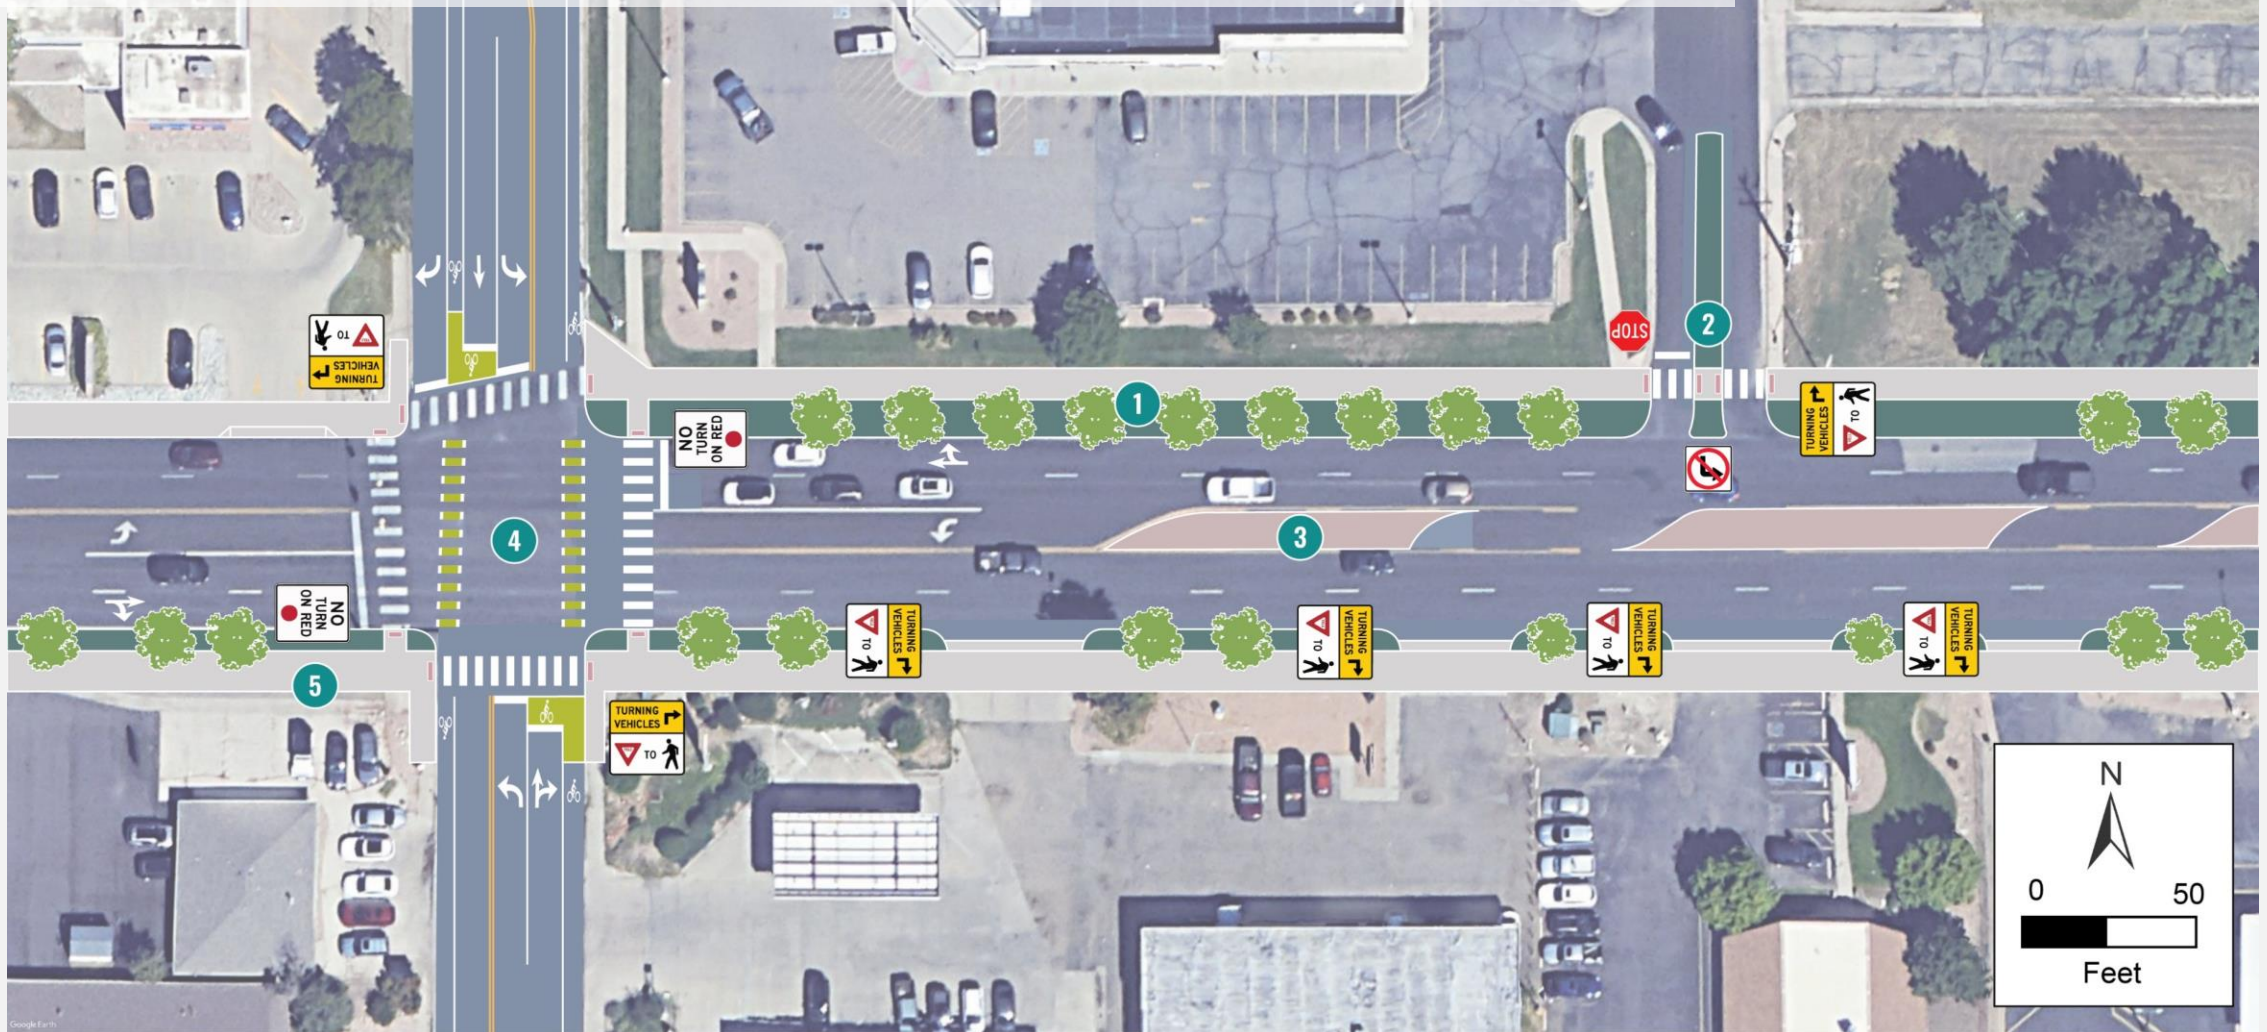 TO
TURNING
VEHICLES
STOP
2
1
TURNING
VEHICLES
TO
NO
TURN
ON RED
4
3
NO
TURN
ON RED
TO
TURNING
VEHICLES
TO
TURNING
VEHICLES
TO
TURNING
VEHICLES
TO
TURNING
VEHICLES
5
TURNING
VEHICLES
TO
N
0 50
Feet
Google Earth